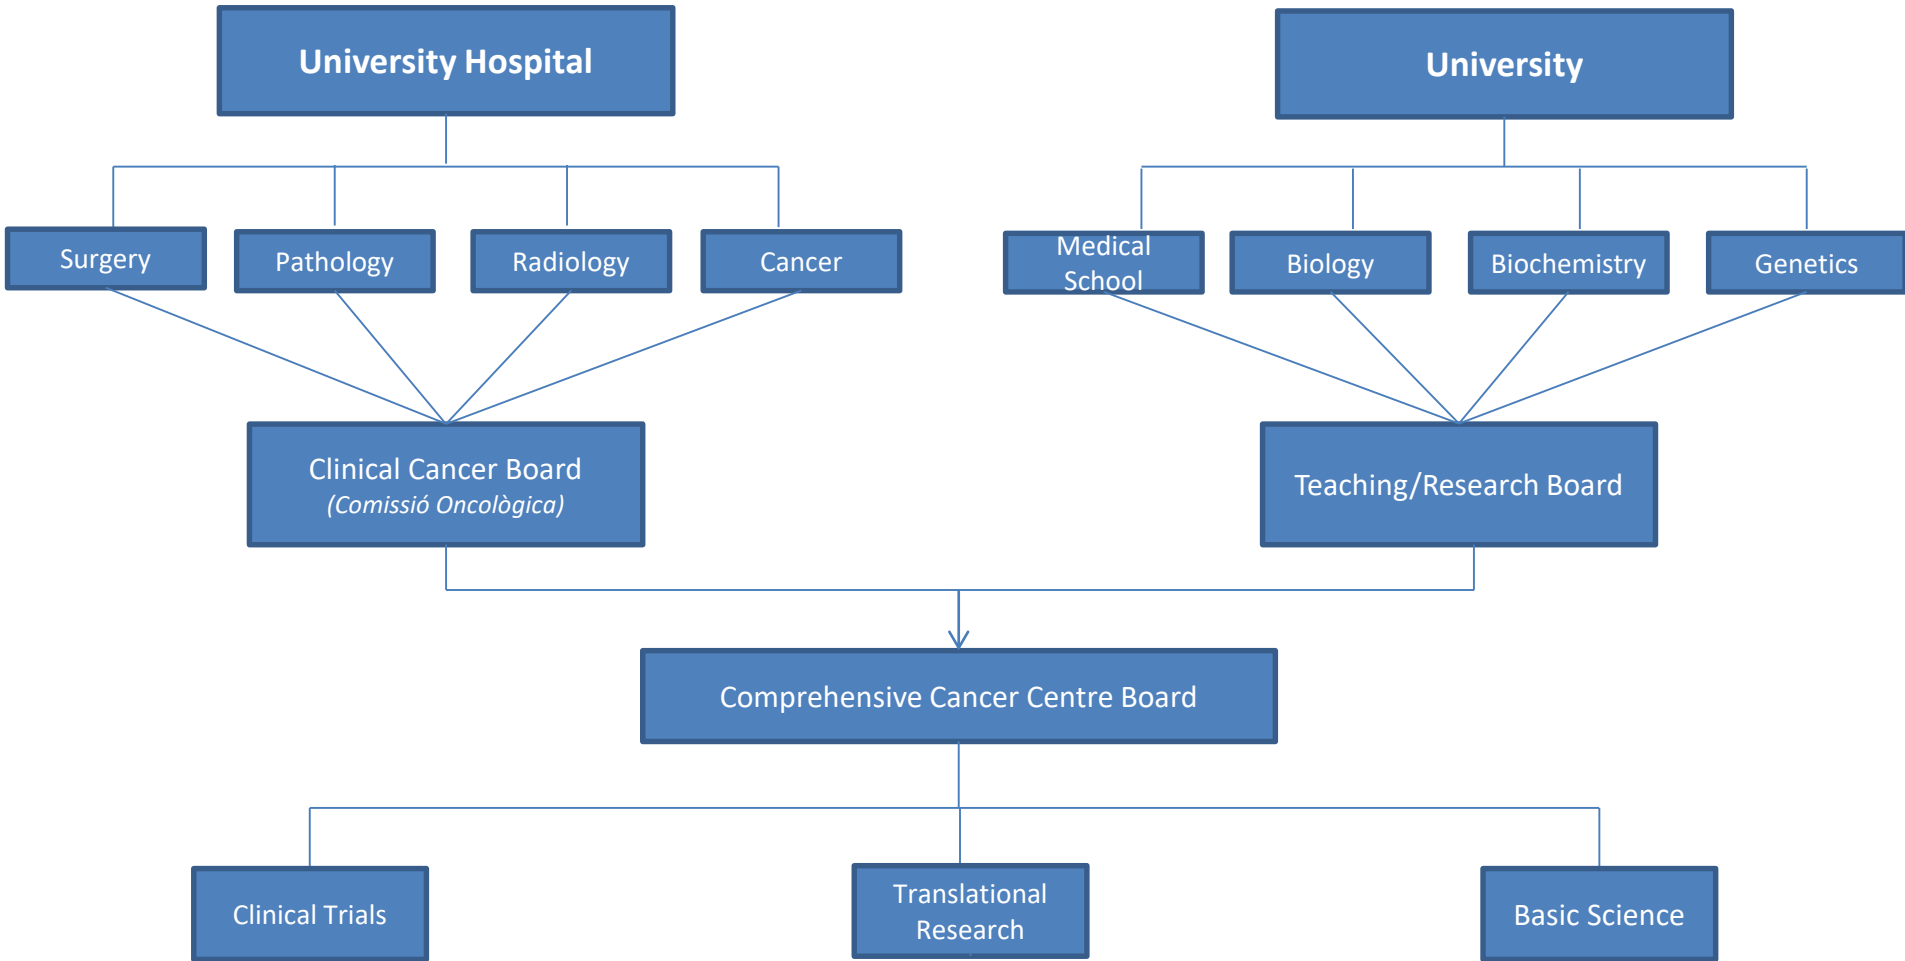 University Hospital
University
Surgery
Pathology
Radiology
Cancer
Medical
School
Biology
Biochemistry
Genetics
Clinical Cancer Board
(Comissió Oncològica)
Teaching/Research Board
Comprehensive Cancer Centre Board
Clinical Trials
Translational
Research
Basic Science